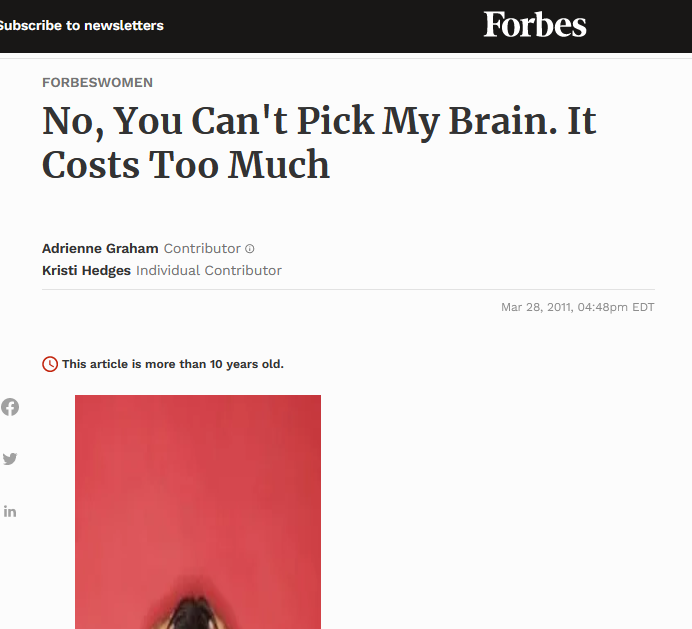 Subscribe to newsletters
Forbes
FORBESWOMEN
No, You Can't Pick My Brain. It
Costs Too Much
Adrienne Graham Contributor
Kristi Hedges Individual Contributor
Mar 28, 2011, 04:48pm EDT
This article is more than 10 years old.